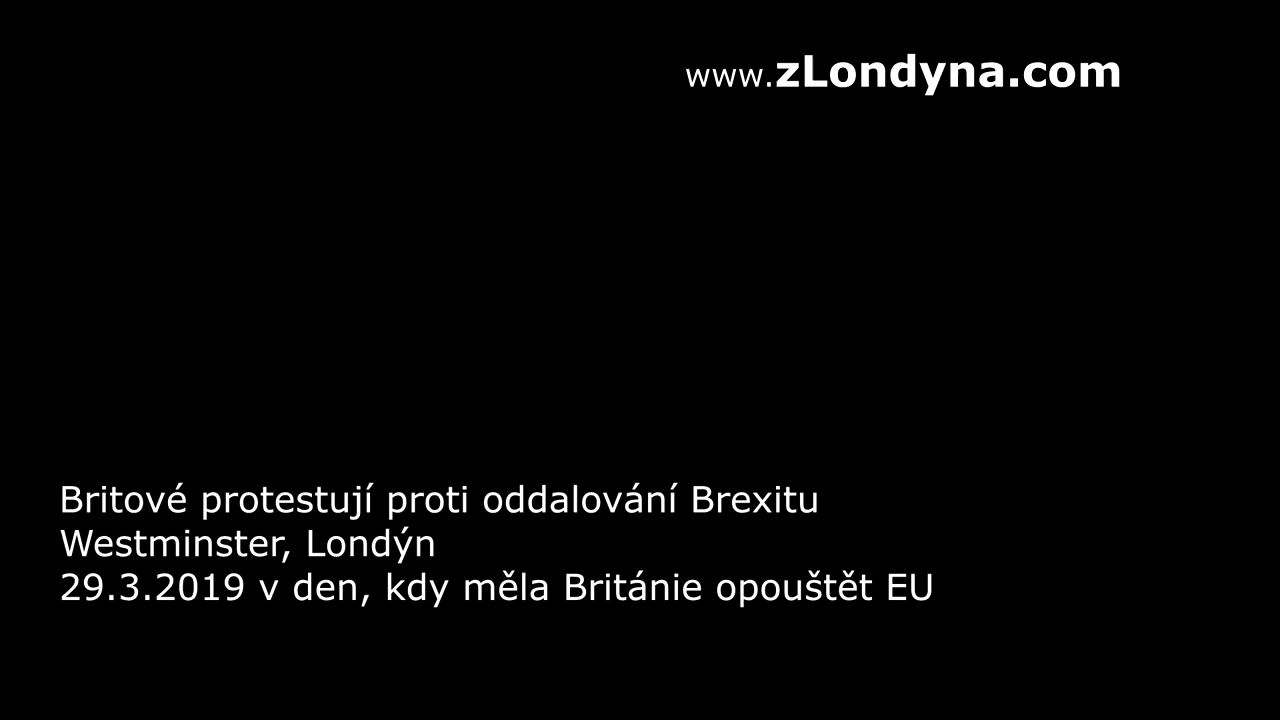 www.zLondyna.com
Britové protestují proti oddalování Brexitu
Westminster, Londýn
29.3.2019 v den, kdy měla Británie opouštět EU